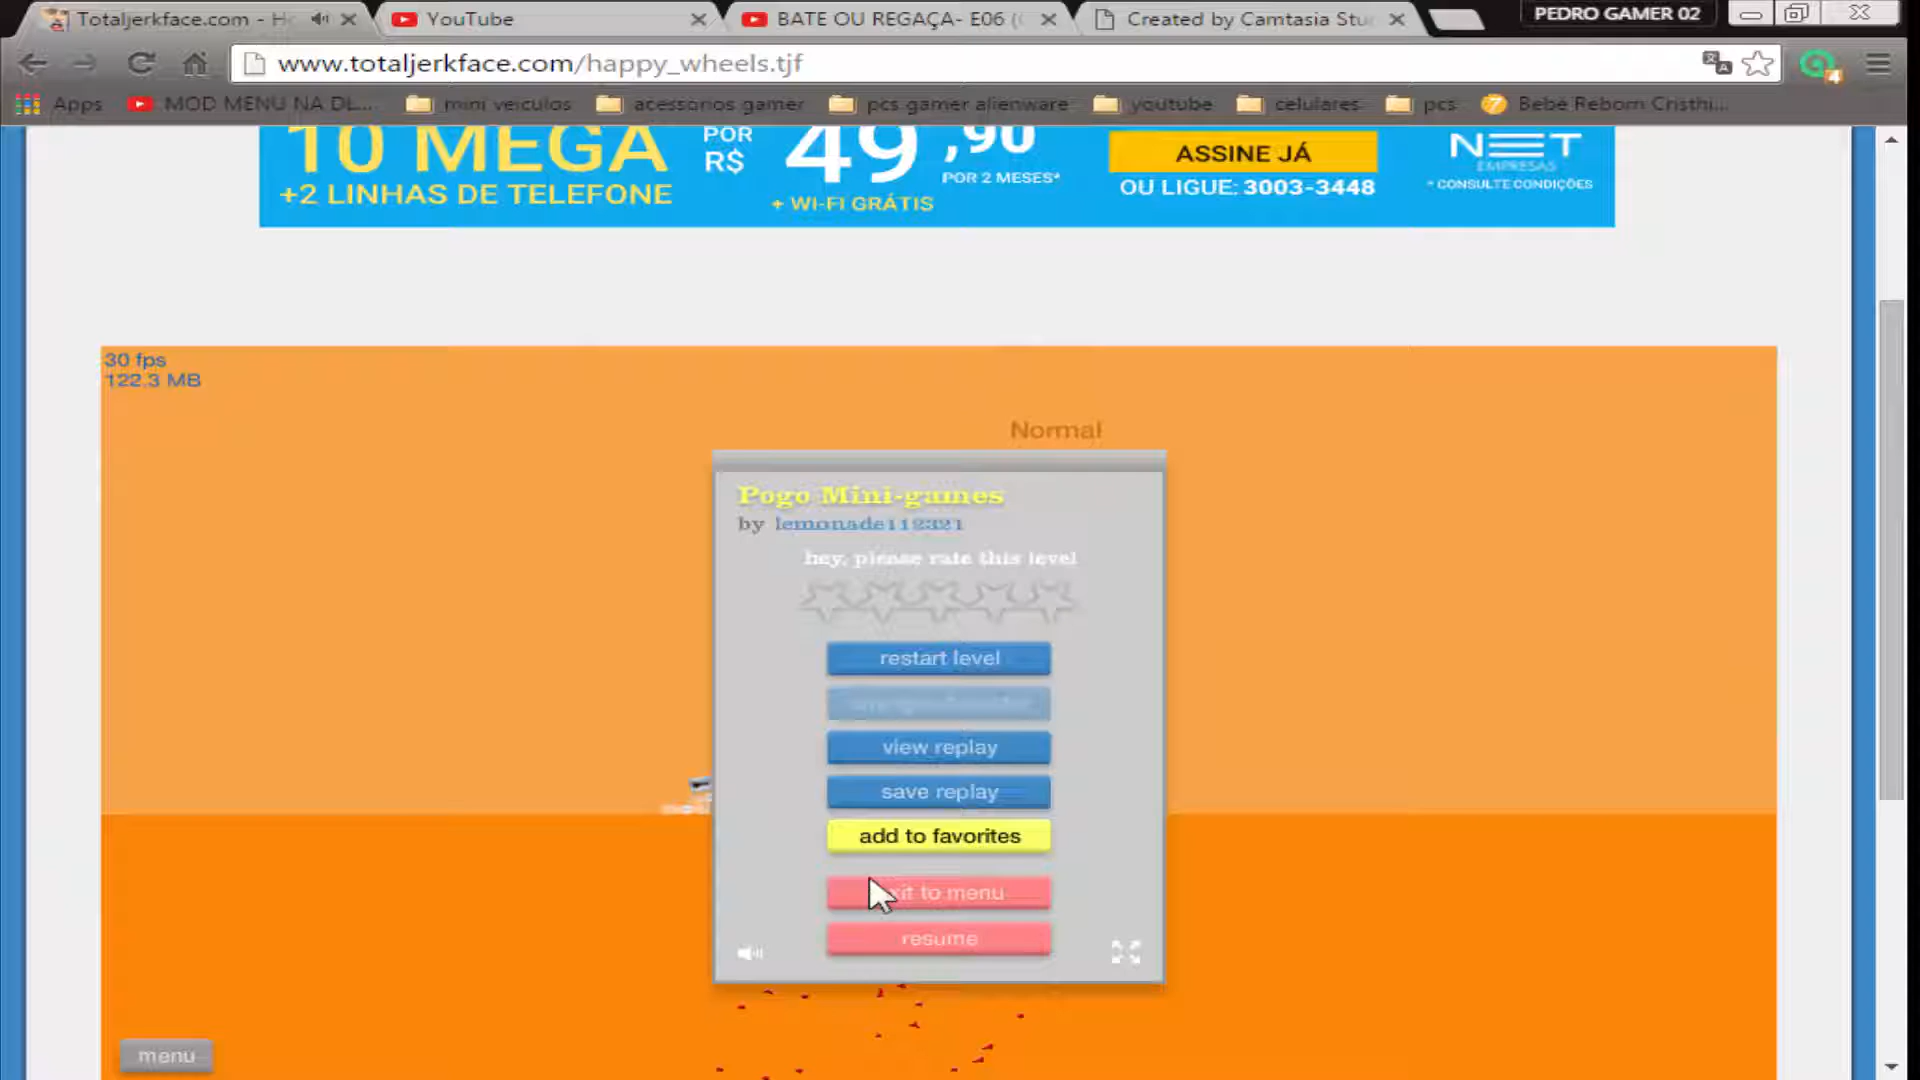 Totaljerkface.com - H
YouTube
BATE OU REGAÇA- E06 (
Created by Camtasia Stu
PEDRO GAMER 02
www.totaljerkface.com/happy_wheels.tjf
Apps
MOD MENU NA DL...
mini veiculos
acessorios gamer
pcs gamer alienware
youtube
celulares
pcs
Bebê Reborn Cristhi...
10 MEGA
+2 LINHAS DE TELEFONE
POR
R$
49,90
POR 2 MESES*
+ WI-FI GRÁTIS
ASSINE JÁ
OU LIGUE: 3003-3448
NET
EMPRESAS
* CONSULTE CONDIÇÕES
30 fps
122.3 MB
Normal
Pogo Mini-games
by lemonade112321
hey, please rate this level
restart level
view replay
save replay
add to favorites
xit to menu
resume
menu